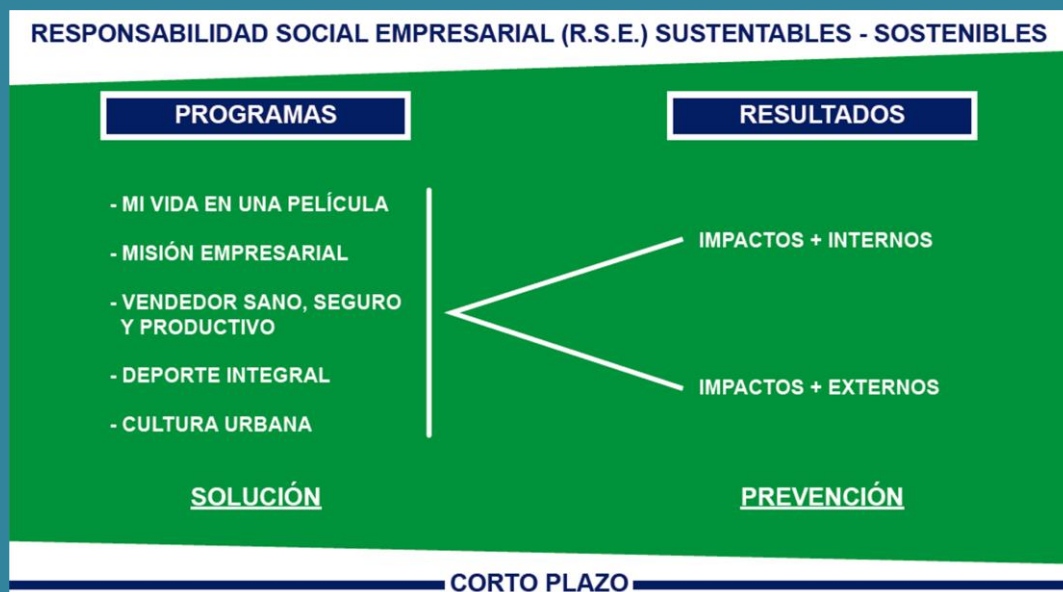 RESPONSABILIDAD SOCIAL EMPRESARIAL (R.S.E.) SUSTENTABLES - SOSTENIBLES
PROGRAMAS
- MI VIDA EN UNA PELÍCULA
- MISIÓN EMPRESARIAL
- VENDEDOR SANO, SEGURO
Y PRODUCTIVO
- DEPORTE INTEGRAL
- CULTURA URBANA
SOLUCIÓN
RESULTADOS
IMPACTOS + INTERNOS
IMPACTOS + EXTERNOS
PREVENCIÓN
CORTO PLAZO